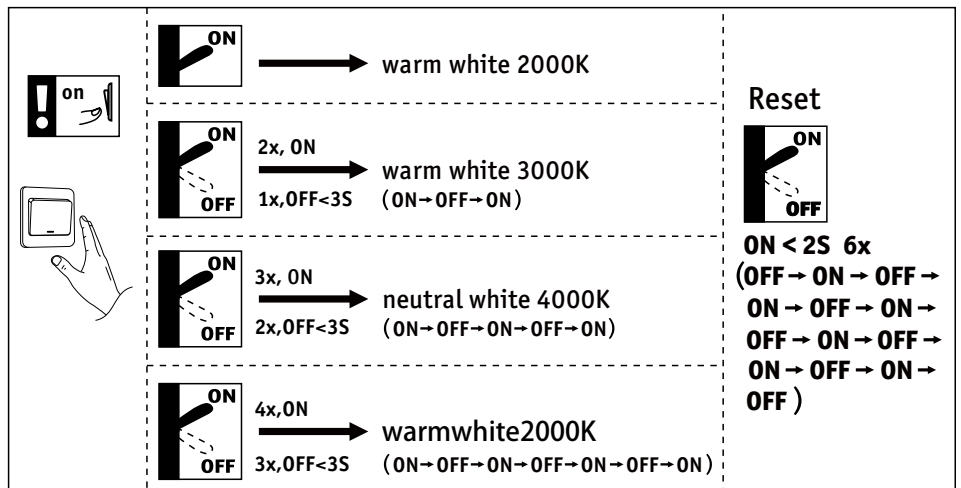 on
ON
warm white 2000K
ON
OFF
2x, ON
1x,OFF<3S
warm white 3000K
(ON→OFF→ON)
ON
OFF
3x, ON
2x,OFF<3S
neutral white 4000K
(ON→OFF→ON→OFF→ON)
ON
OFF
4x,ON
3x,OFF<3S
warmwhite2000K
(ON→OFF→ON→OFF→ON→OFF→ON)
Reset
ON
OFF
ON < 2S 6x
(OFF→ON→OFF→
ON→OFF→ON→
OFF→ON→OFF→
ON→OFF→ON→
OFF)